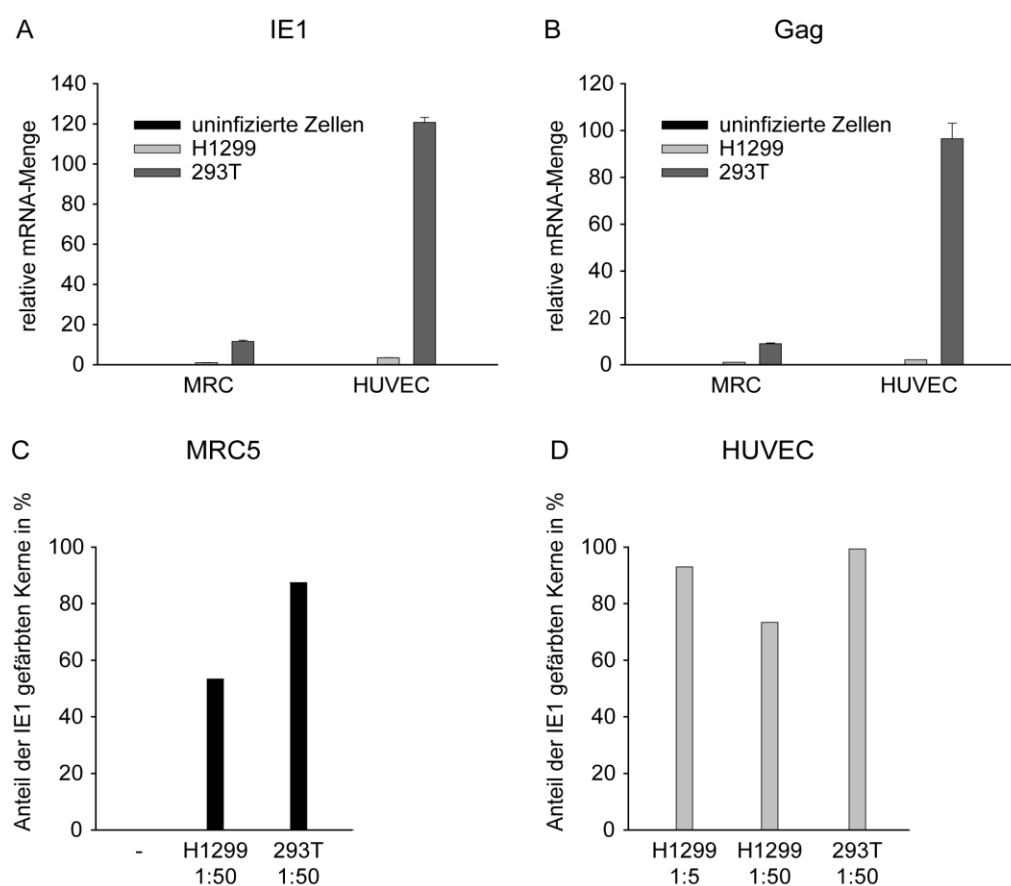 A
IE1
relative mRNA-Menge
140
120
100
80
60
40
20
0
uninfizierte Zellen
H1299
293T
MRC
HUVEC
B
Gag
relative mRNA-Menge
120
100
80
60
40
20
0
uninfizierte Zellen
H1299
293T
MRC
HUVEC
C
MRC5
Anteil der IE1 gefärbten Kerne in %
100
80
60
40
20
0
-
H1299
1:50
293T
1:50
D
HUVEC
Anteil der IE1 gefärbten Kerne in %
100
80
60
40
20
0
H1299
1:5
H1299
1:50
293T
1:50